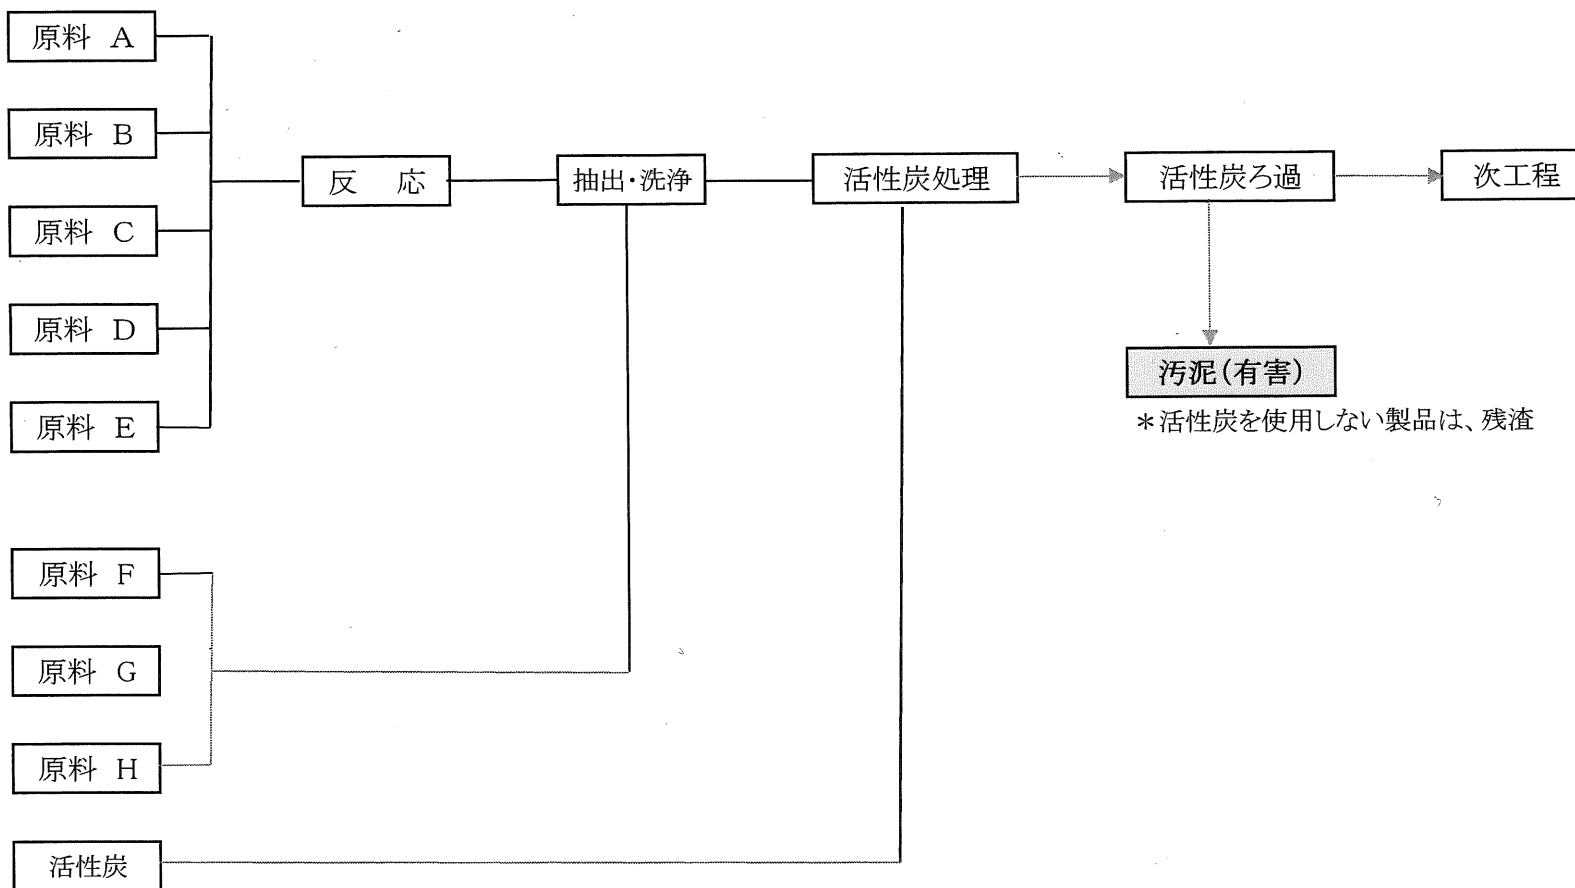 原料 A
原料 B
原料 C
原料 D
原料 E
反 応
抽出・洗浄
活性炭処理
活性炭ろ過
次工程
汚泥(有害)
*活性炭を使用しない製品は、残渣
原料 F
原料 G
原料 H
活性炭